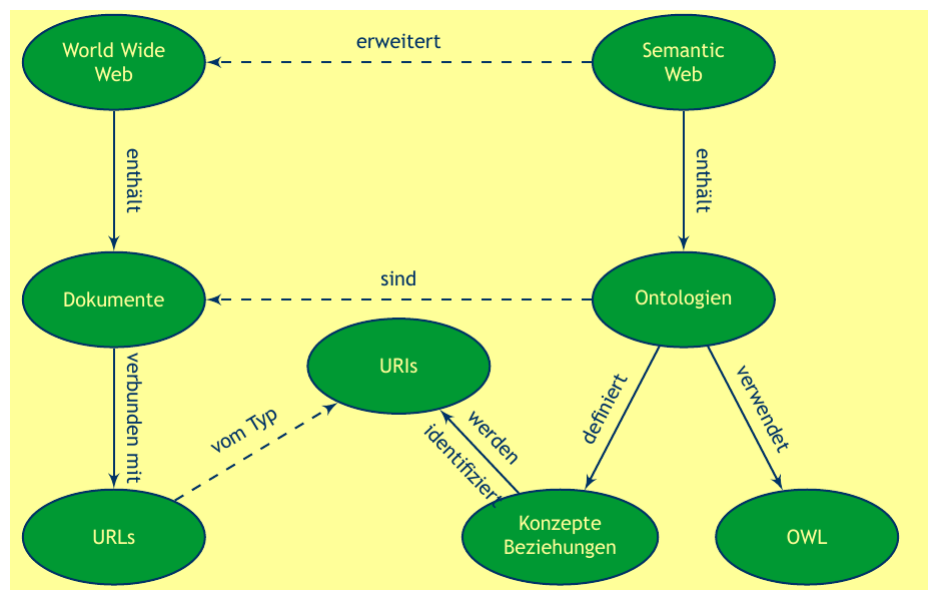 World Wide
Web
erweitert
Semantic
Web
enthält
enthält
Dokumente
sind
Ontologien
URIs
verbunden mit
vom Typ
werden
identifiziert
definiert
verwendet
URLs
Konzepte
Beziehungen
OWL